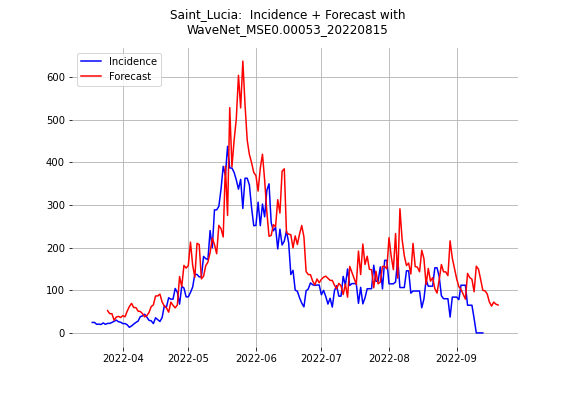 Saint_Lucia:  Incidence + Forecast with
WaveNet_MSE0.00053_20220815
Incidence
Forecast
600
500
400
300
200
100
0
2022-04 2022-05 2022-06 2022-07 2022-08 2022-09